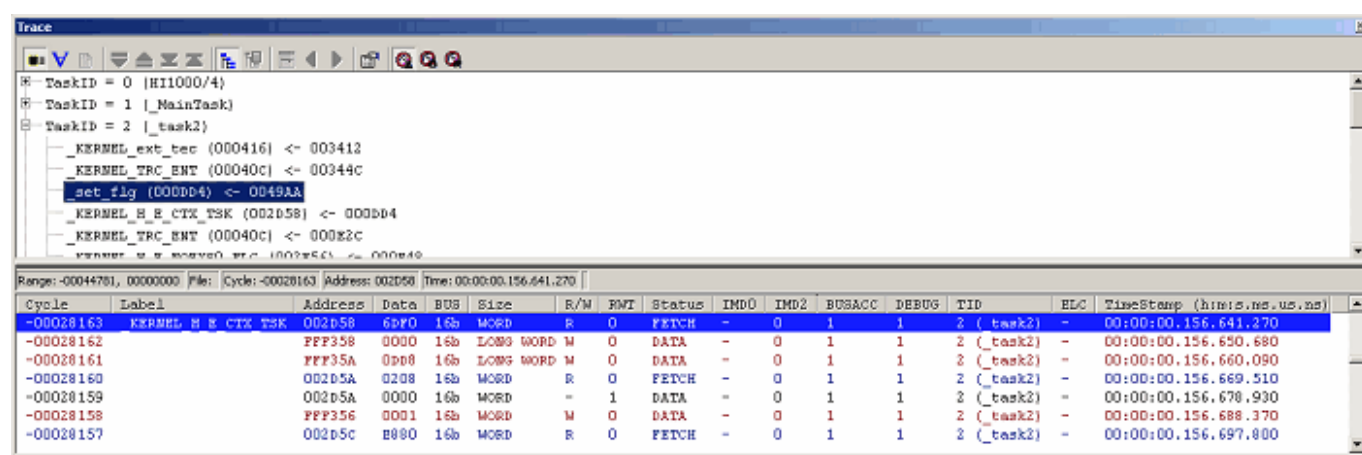 Trace
TaskID = 0 (HI1000/4)
TaskID = 1 (_MainTask)
TaskID = 2 (_task2)
_KERNEL_ext_tec (000416) <- 003412
_KERNEL_TRC_ENT (00040C) <- 00344C
_set_flg (000DD4) <- 0049AA
_KERNEL_H_E_CTX_TSK (002D58) <- 000DD4
_KERNEL_TRC_ENT (00040C) <- 000E2C
Range: -00044781, 00000000 File: Cycle: -00028163 Address: 002D58 Time: 00:00:00.156.641.270
Cycle Label Address Data BUS Size R/W RWT Status IMD0 IMD2 BUSACC DEBUG TID ELC TimeStamp (h:m:s.ms.us.ns)
-00028163 _KERNEL_H_E_CTX_TSK 002D58 6DF0 16b WORD R 0 FETCH - 0 1 1 2 (_task2) - 00:00:00.156.641.270
-00028162 FFF358 0000 16b LONG WORD W 0 DATA - 0 1 1 2 (_task2) - 00:00:00.156.650.680
-00028161 FFF35A 0DD8 16b LONG WORD W 0 DATA - 0 1 1 2 (_task2) - 00:00:00.156.660.090
-00028160 002D5A 0208 16b WORD R 0 FETCH - 0 1 1 2 (_task2) - 00:00:00.156.669.510
-00028159 002D5A 0000 16b WORD - 1 DATA - 0 1 1 2 (_task2) - 00:00:00.156.678.930
-00028158 FFF356 0001 16b WORD W 0 DATA - 0 1 1 2 (_task2) - 00:00:00.156.688.370
-00028157 002D5C B880 16b WORD R 0 FETCH - 0 1 1 2 (_task2) - 00:00:00.156.697.800